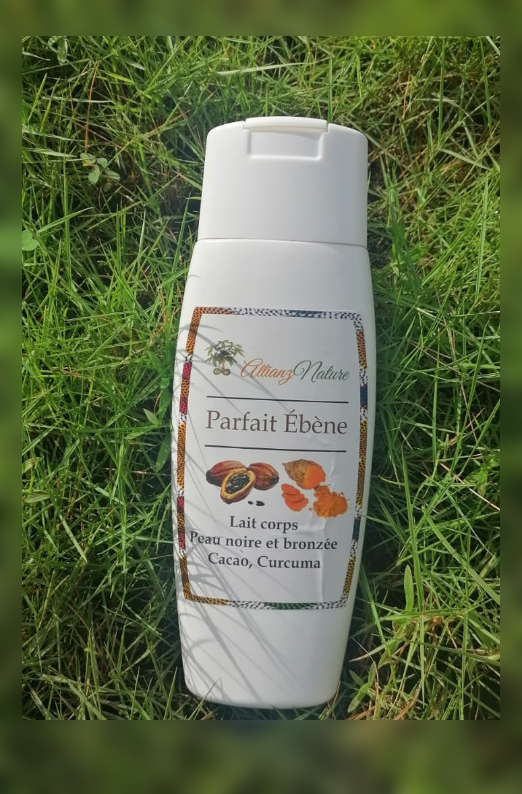 AllianzNature
Parfait Ébène
Lait corps
Peau noire et bronzée
Cacao, Curcuma